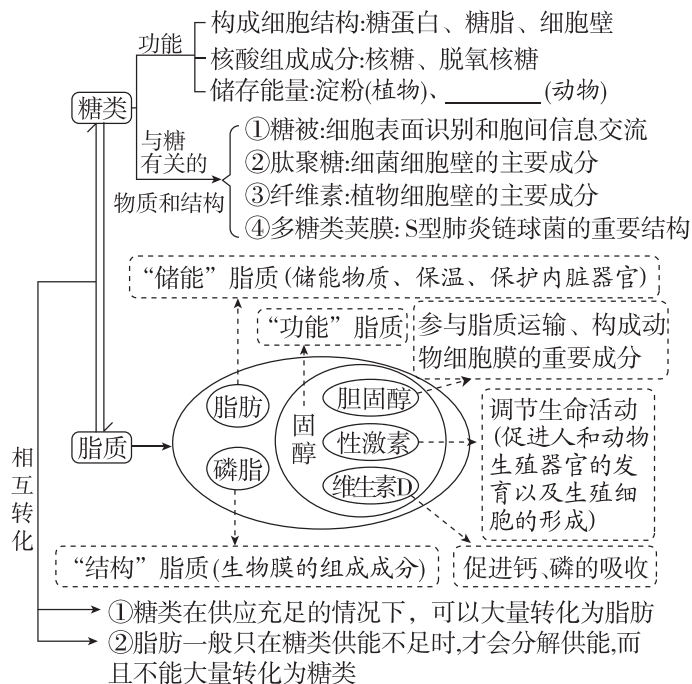 构成细胞结构:糖蛋白、糖脂、细胞壁
功能
核酸组成成分:核糖、脱氧核糖
储存能量:淀粉(植物)、________(动物)
糖类
与糖
有关的
物质和结构
①糖被:细胞表面识别和胞间信息交流
②肽聚糖:细菌细胞壁的主要成分
③纤维素:植物细胞壁的主要成分
④多糖类荚膜:S型肺炎链球菌的重要结构
“储能”脂质(储能物质、保温、保护内脏器官)
“功能”脂质
参与脂质运输、构成动
物细胞膜的重要成分
脂肪
固醇
胆固醇
性激素
维生素D
磷脂
脂质
调节生命活动
(促进人和动物
生殖器官的发
育以及生殖细
胞的形成)
相互转化
“结构”脂质(生物膜的组成成分)
促进钙、磷的吸收
①糖类在供应充足的情况下，可以大量转化为脂肪
②脂肪一般只在糖类供能不足时,才会分解供能,而
且不能大量转化为糖类